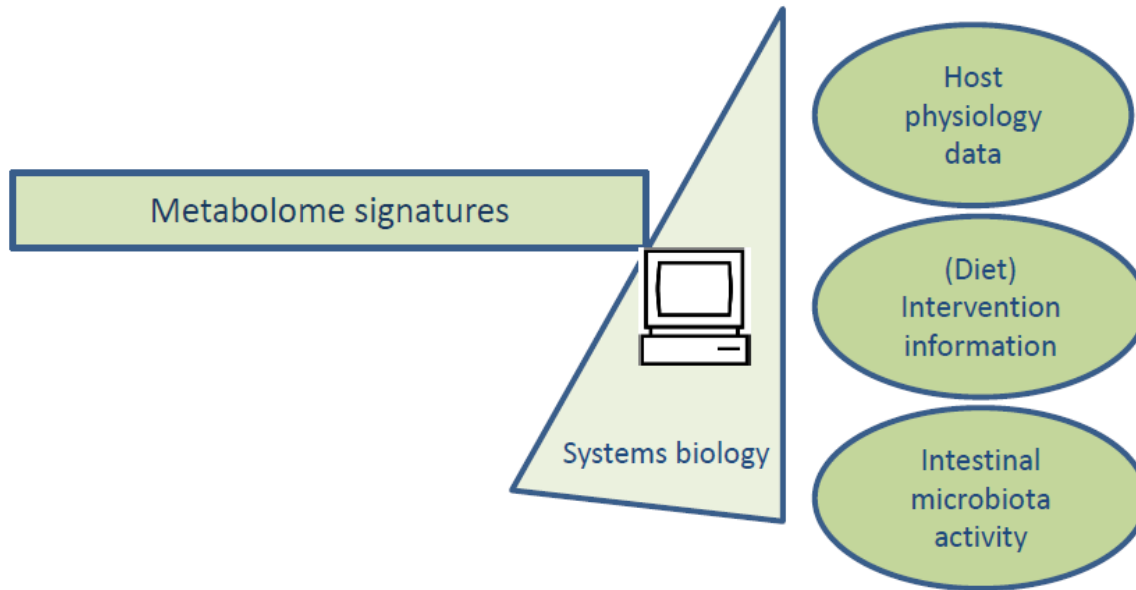 Metabolome signatures
Systems biology
Host
physiology
data
(Diet)
Intervention
information
Intestinal
microbiota
activity